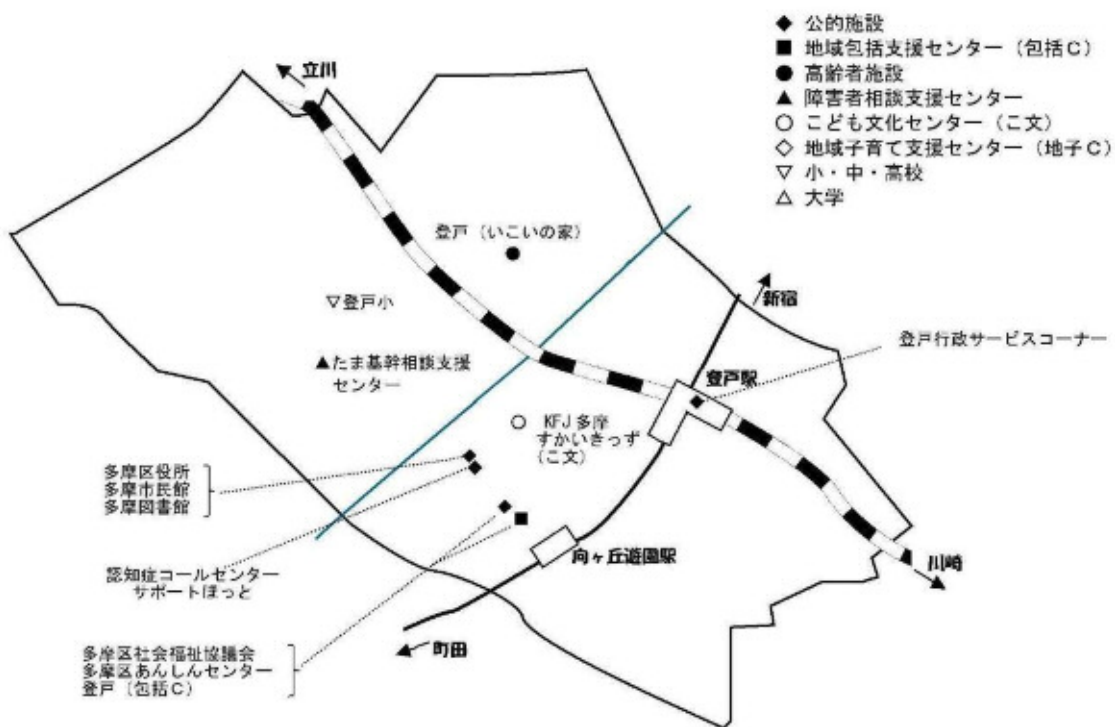 ◆ 公的施設
■ 地域包括支援センター（包括C）
● 高齢者施設
▲ 障害者相談支援センター
○ こども文化センター（こ文）
◇ 地域子育て支援センター（地子C）
▽ 小・中・高校
△ 大学
立川
登戸（いこいの家）
▽登戸小
新宿
登戸行政サービスコーナー
▲たま基幹相談支援
センター
登戸駅
KFJ多摩
すかいきっず
（こ文）
多摩区役所
多摩市民館
多摩図書館
向ヶ丘遊園駅
川崎
認知症コールセンター
サポートほっと
町田
多摩区社会福祉協議会
多摩区あんしんセンター
登戸（包括C）